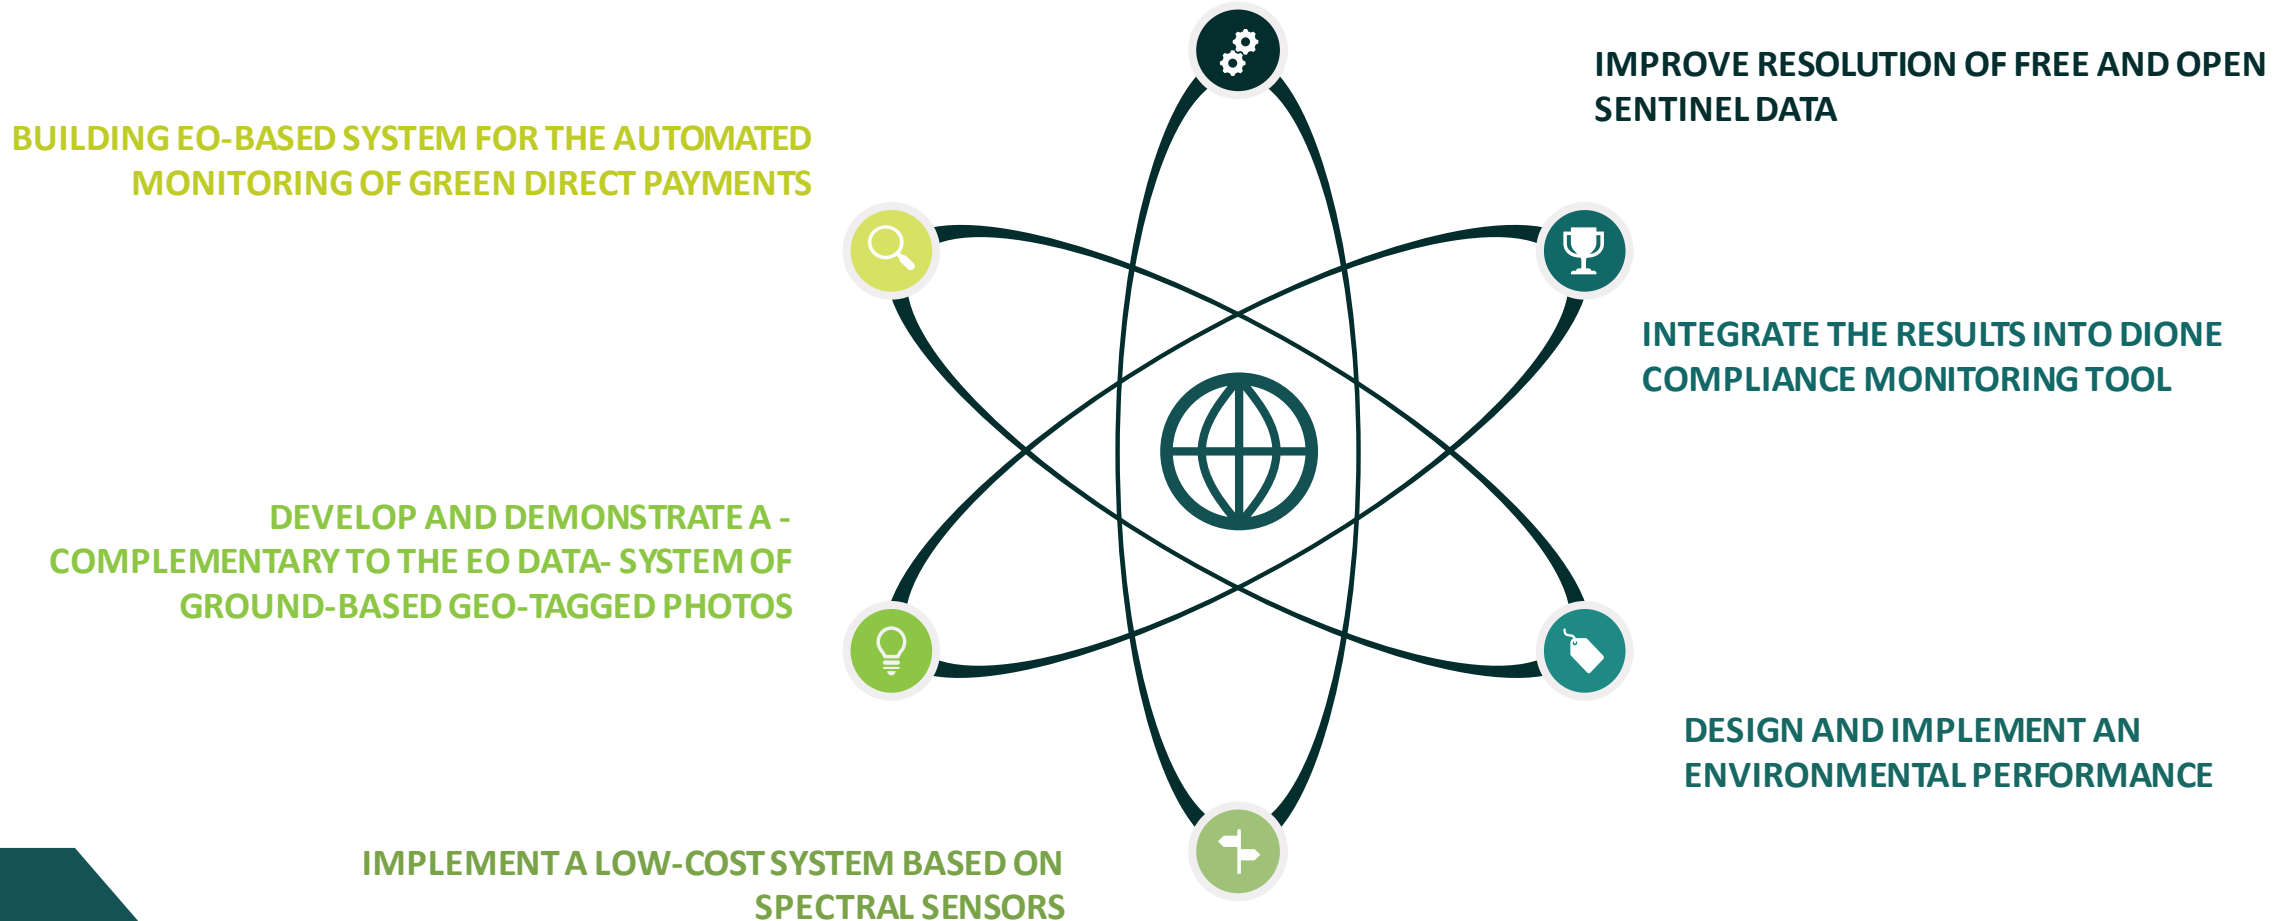 IMPROVE RESOLUTION OF FREE AND OPEN
SENTINEL DATA
BUILDING EO-BASED SYSTEM FOR THE AUTOMATED
MONITORING OF GREEN DIRECT PAYMENTS
INTEGRATE THE RESULTS INTO DIONE
COMPLIANCE MONITORING TOOL
DEVELOP AND DEMONSTRATE A -
COMPLEMENTARY TO THE EO DATA- SYSTEM OF
GROUND-BASED GEO-TAGGED PHOTOS
DESIGN AND IMPLEMENT AN
ENVIRONMENTAL PERFORMANCE
IMPLEMENT A LOW-COST SYSTEM BASED ON
SPECTRAL SENSORS